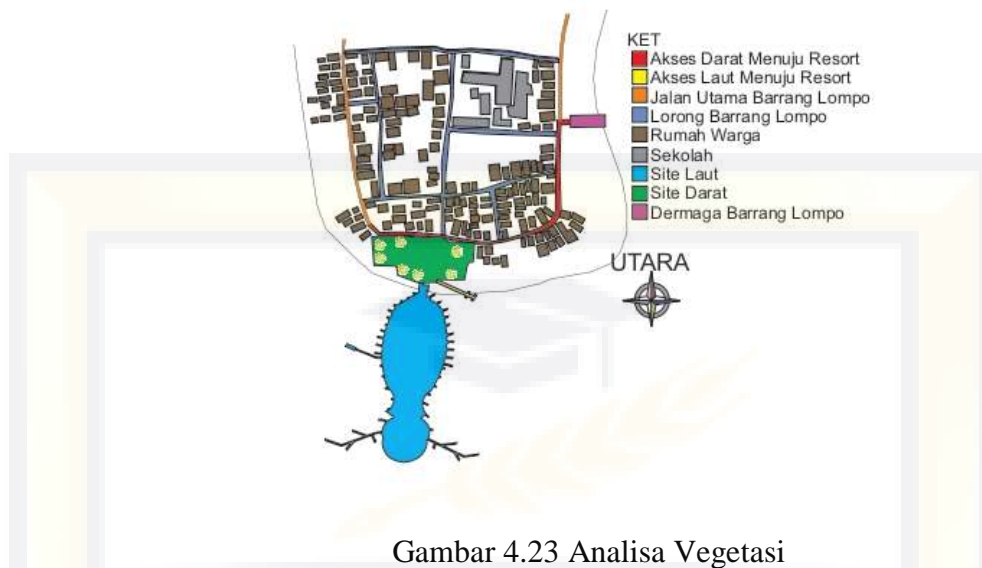 KET
Akses Darat Menuju Resort
Akses Laut Menuju Resort
Jalan Utama Barrang Lompo
Lorong Barrang Lompo
Rumah Warga
Sekolah
Site Laut
Site Darat
Dermaga Barrang Lompo
UTARA
Gambar 4.23 Analisa Vegetasi